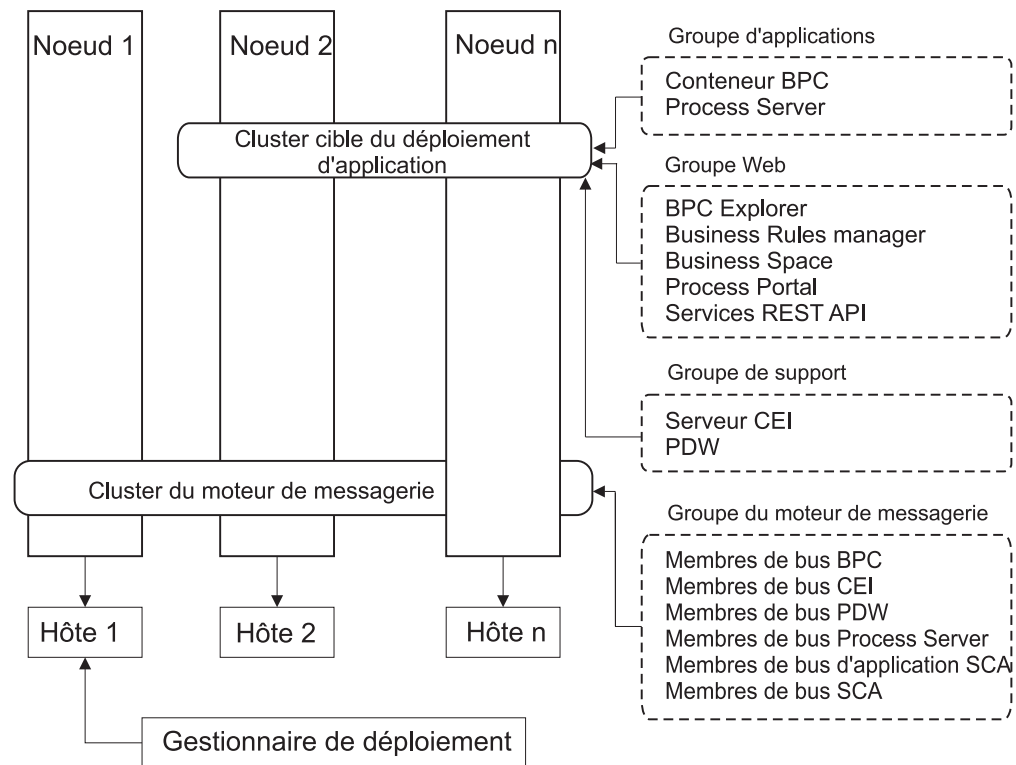 Noeud 1
Noeud 2
Noeud n
Cluster cible du déploiement
d'application
Cluster du moteur de messagerie
Hôte 1
Hôte 2
Hôte n
Gestionnaire de déploiement
Groupe d'applications
Conteneur BPC
Process Server
Groupe Web
BPC Explorer
Business Rules manager
Business Space
Process Portal
Services REST API
Groupe de support
Serveur CEI
PDW
Groupe du moteur de messagerie
Membres de bus BPC
Membres de bus CEI
Membres de bus PDW
Membres de bus Process Server
Membres de bus d'application SCA
Membres de bus SCA